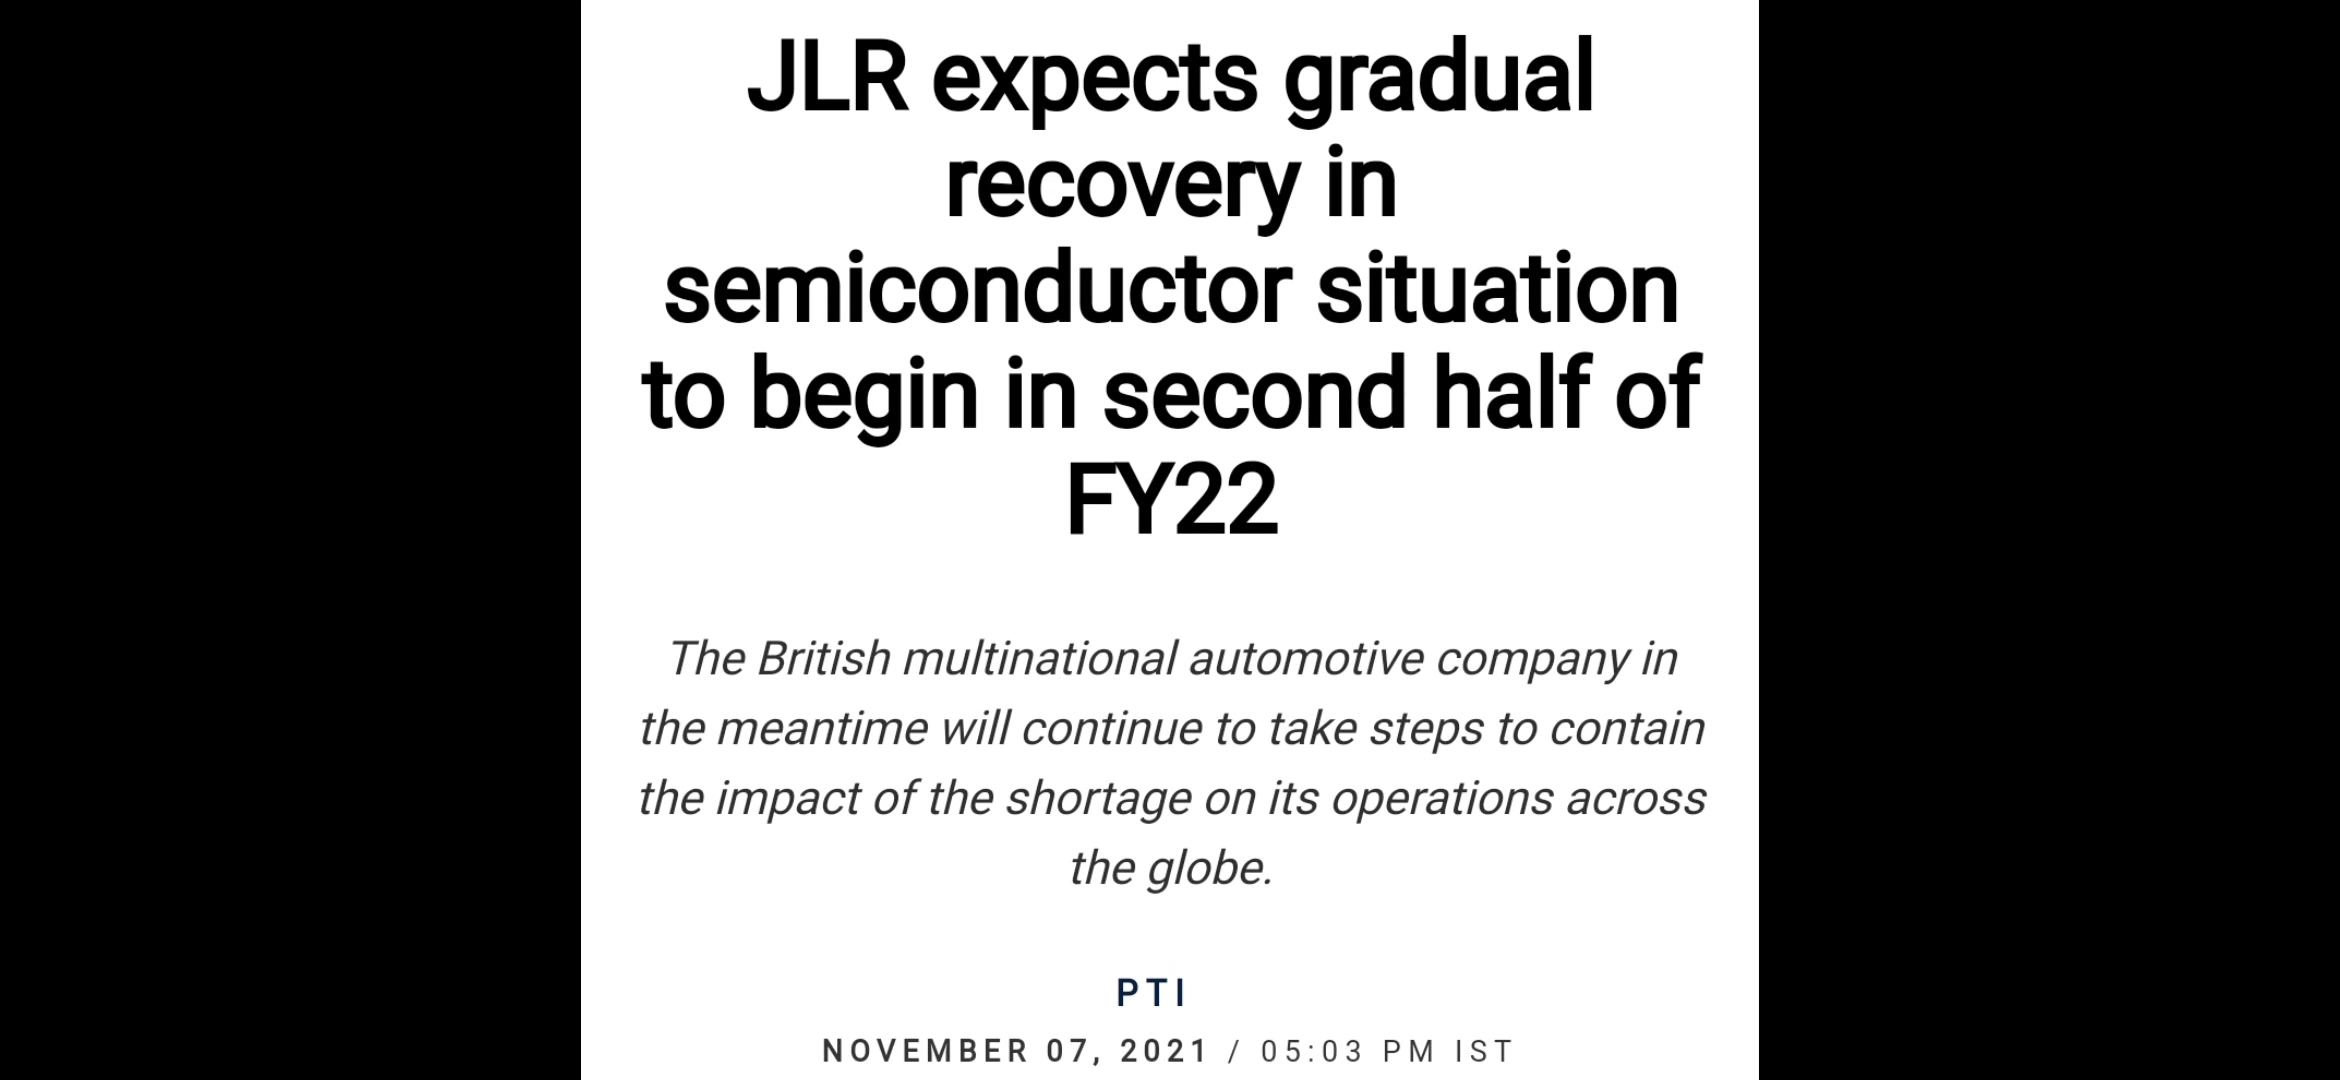 JLR expects gradual
recovery in
semiconductor situation
to begin in second half of
FY22
The British multinational automotive company in
the meantime will continue to take steps to contain
the impact of the shortage on its operations across
the globe.
PTI
NOVEMBER 07, 2021 / 05:03 PM IST